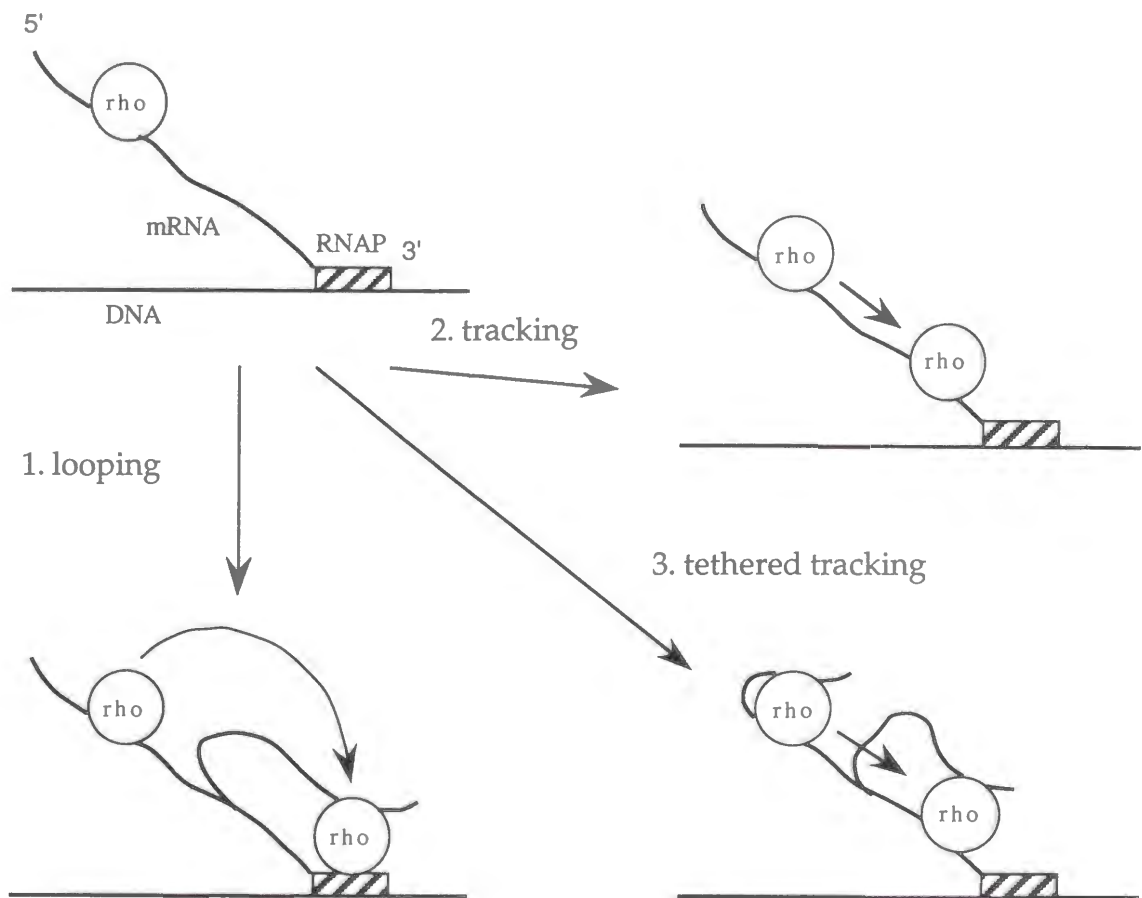 5'
rho
mRNA
RNAP
3'
DNA
rho
2. tracking
rho
1. looping
3. tethered tracking
rho
rho
rho
rho